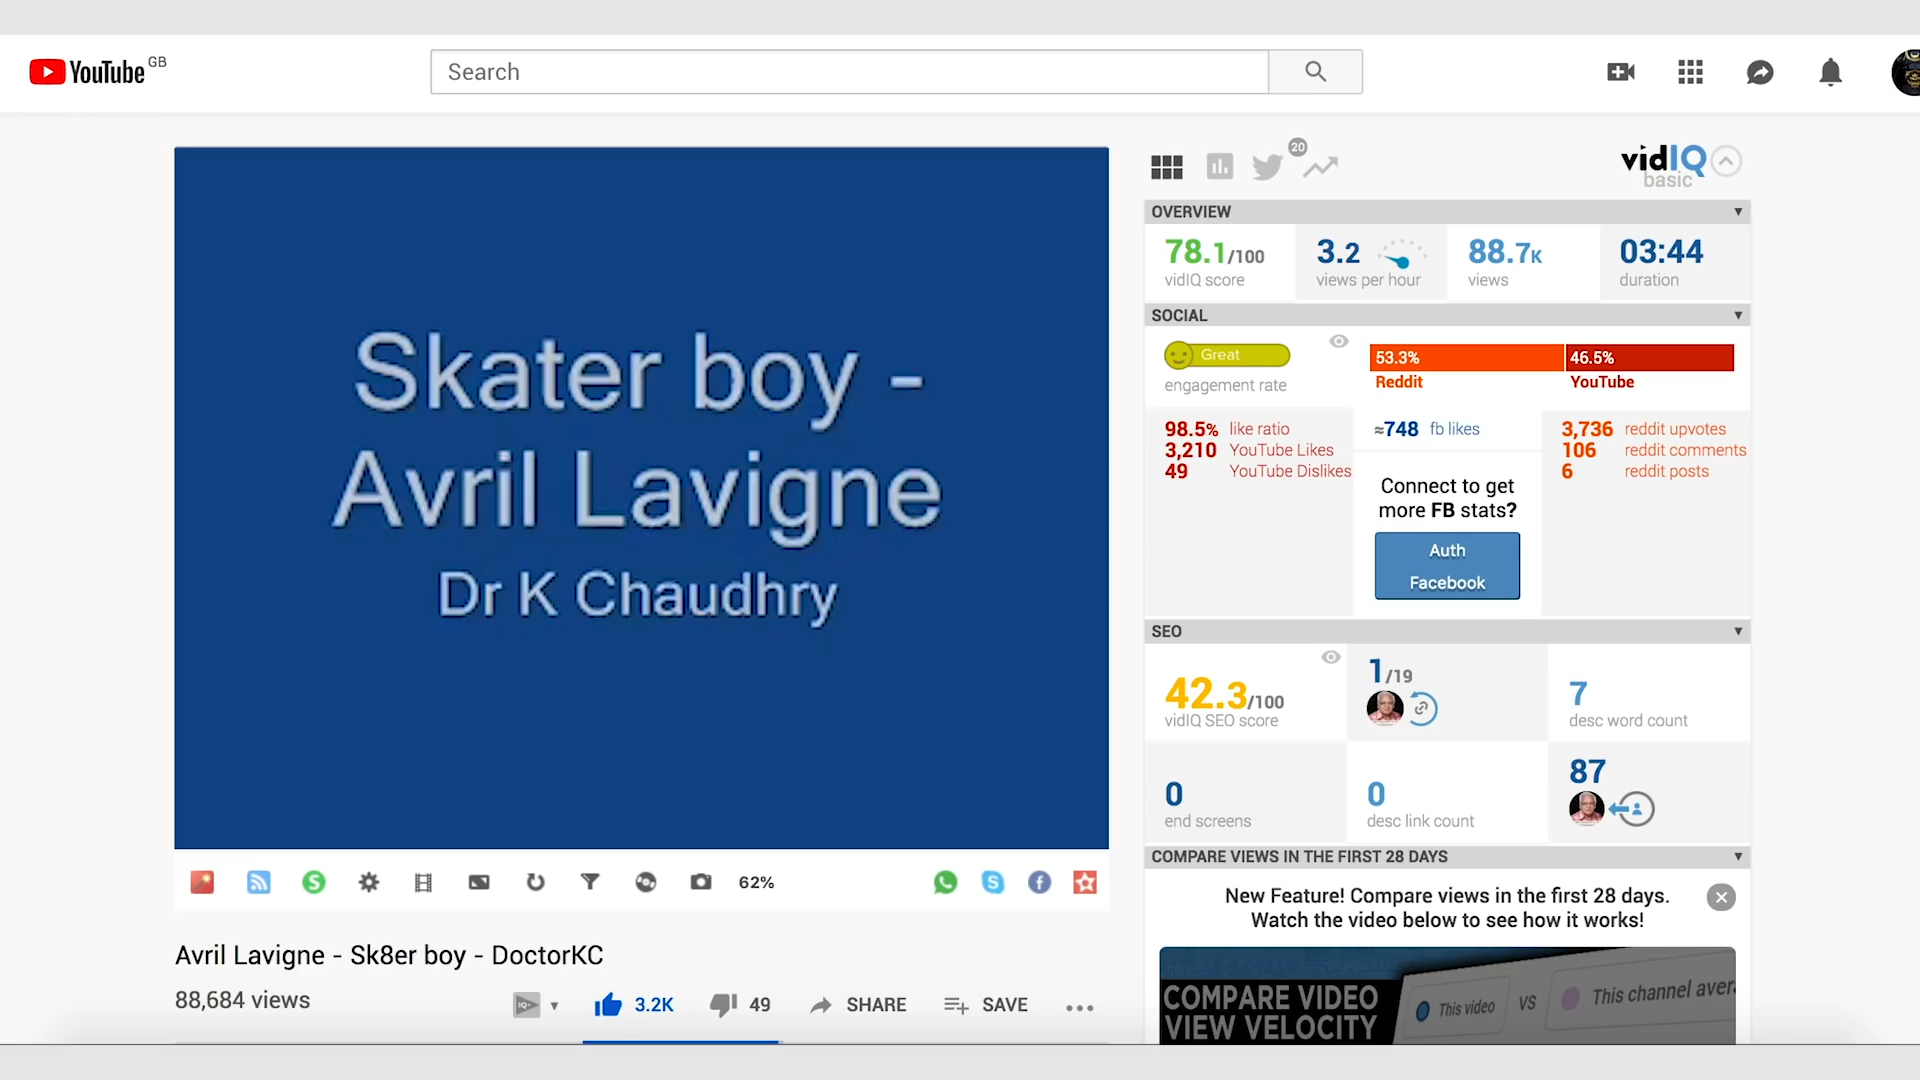 YouTube GB
Search
Skater boy -
Avril Lavigne
Dr K Chaudhry
62%
Avril Lavigne - Sk8er boy - DoctorKC
88,684 views
3.2K
49
SHARE
SAVE
20
vidIQ
basic
OVERVIEW
78.1/100
vidIQ score
3.2
views per hour
88.7K
views
03:44
duration
SOCIAL
Great
engagement rate
53.3%
Reddit
46.5%
YouTube
98.5% like ratio
3,210 YouTube Likes
49 YouTube Dislikes
≈748 fb likes
Connect to get
more FB stats?
Auth
Facebook
3,736 reddit upvotes
106 reddit comments
6 reddit posts
SEO
42.3/100
vidIQ SEO score
1/19
7
desc word count
0
end screens
0
desc link count
87
COMPARE VIEWS IN THE FIRST 28 DAYS
New Feature! Compare views in the first 28 days.
Watch the video below to see how it works!
COMPARE VIDEO
VIEW VELOCITY
This video
VS
This channel aver